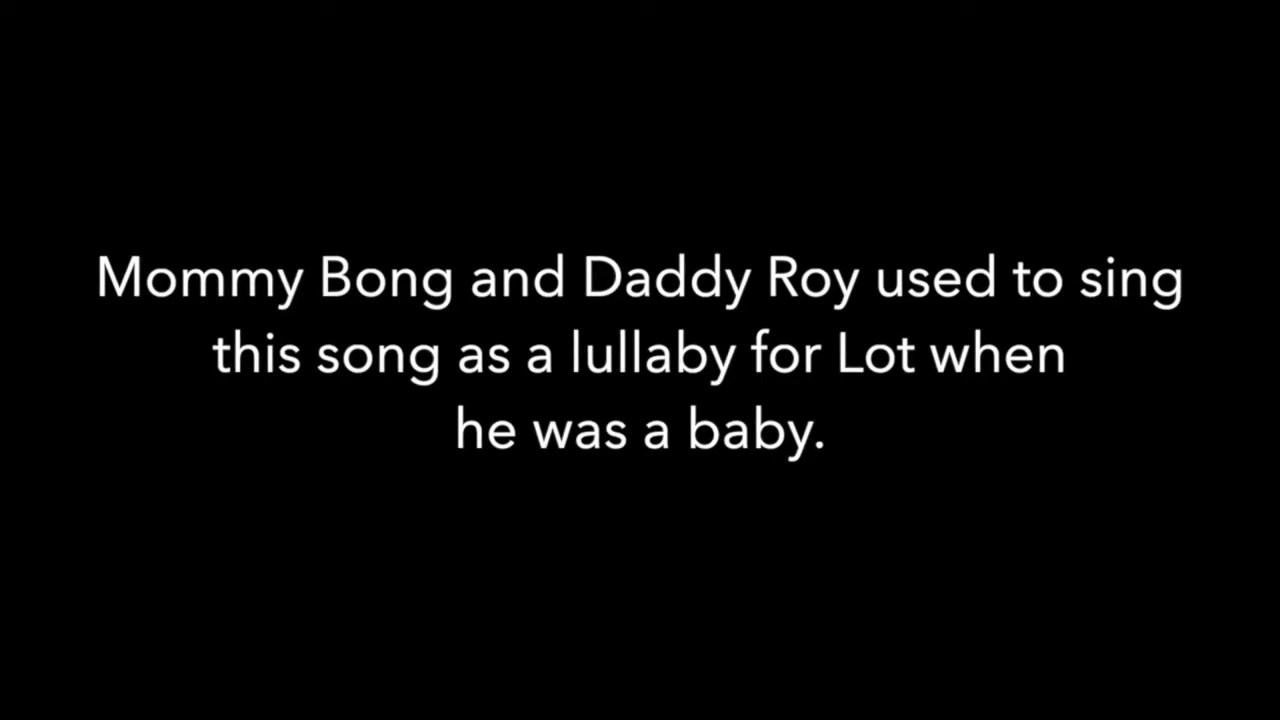 Mommy Bong and Daddy Roy used to sing
this song as a lullaby for Lot when
he was a baby.